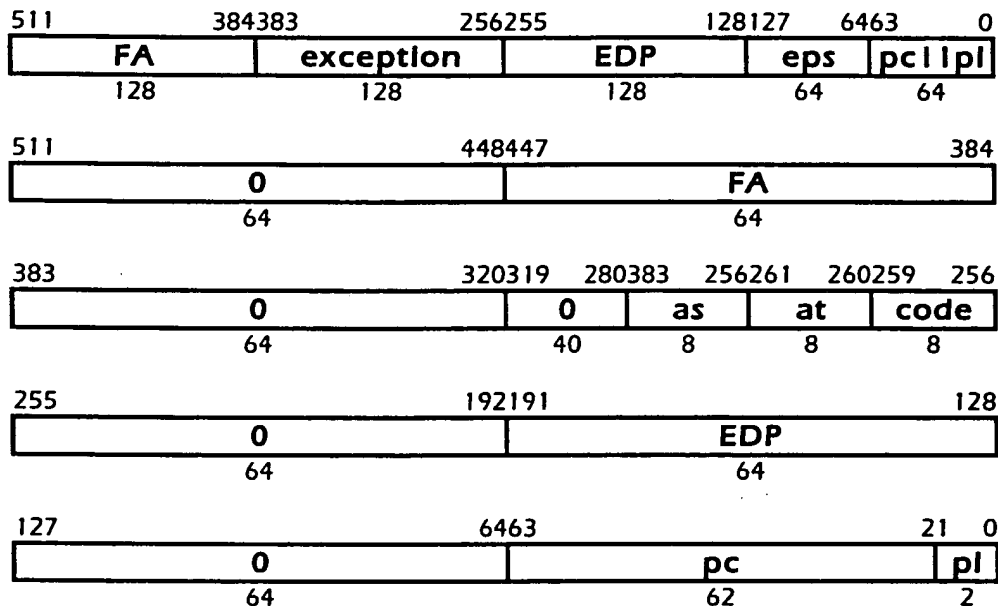 511 384383 256255 128127 6463 0
FA exception EDP eps pc||pl
128 128 128 64 64
511 448447 384
0 FA
64 64
383 320319 280383 256261 260259 256
0 0 as at code
64 40 8 8 8
255 192191 128
0 EDP
64 64
127 6463 21 0
0 pc pl
64 62 2